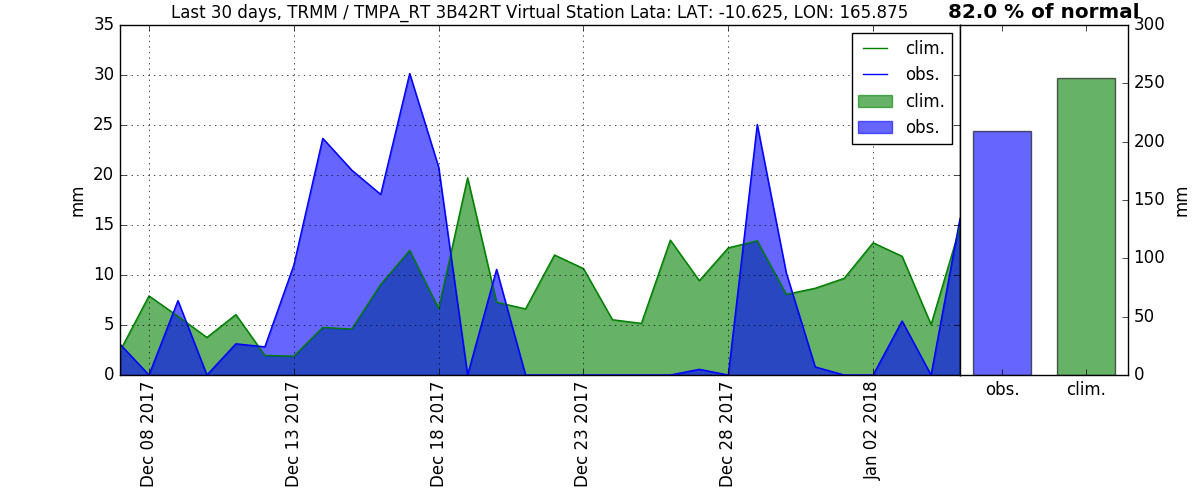 Last 30 days, TRMM / TMPA_RT 3B42RT Virtual Station Lata: LAT: -10.625, LON: 165.875
82.0 % of normal
35
30
25
20
15
10
5
0
mm
clim.
obs.
clim.
obs.
Dec 08 2017
Dec 13 2017
Dec 18 2017
Dec 23 2017
Dec 28 2017
Jan 02 2018
300
250
200
150
100
50
0
mm
obs.
clim.